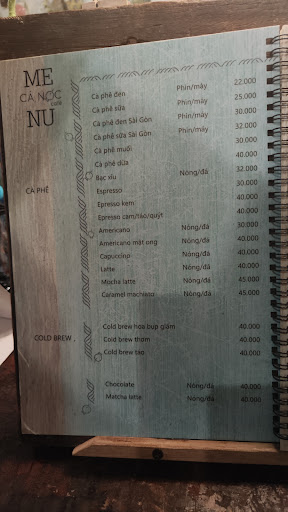 ME
CÀ NỌC
cafe
NU
CÀ PHÊ
Cà phê đen Phin/máy 22.000
Cà phê sữa Phin/máy 25.000
Cà phê đen Sài Gòn Phin/máy 30.000
Cà phê sữa Sài Gòn Phin/máy 32.000
Cà phê muối 30.000
Cà phê dừa 40.000
Bạc xỉu Nóng/đá 32.000
Espresso 30.000
Espresso kem 40.000
Espresso cam/táo/quýt 40.000
Americano Nóng/đá 40.000
Americano mật ong Nóng/đá 40.000
Capuccino Nóng/đá 40.000
Latte Nóng/đá 40.000
Mocha latte Nóng/đá 45.000
Caramel machiato Nóng/đá 45.000
COLD BREW
Cold brew hoa bụp giấm 40.000
Cold brew thơm 40.000
Cold brew táo 40.000
Chocolate Nóng/đá 40.000
Matcha latte Nóng/đá 40.000